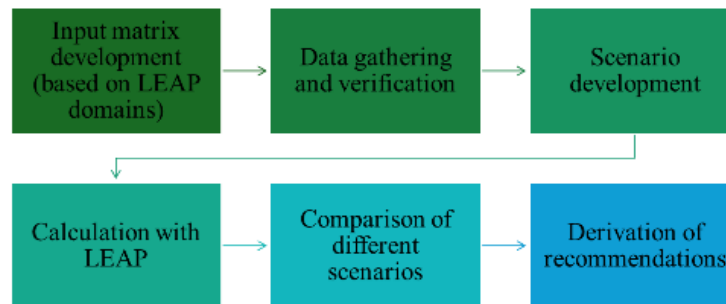 Input matrix
development
(based on LEAP
domains)
Data gathering
and verification
Scenario
development
Calculation with
LEAP
Comparison of
different
scenarios
Derivation of
recommendations